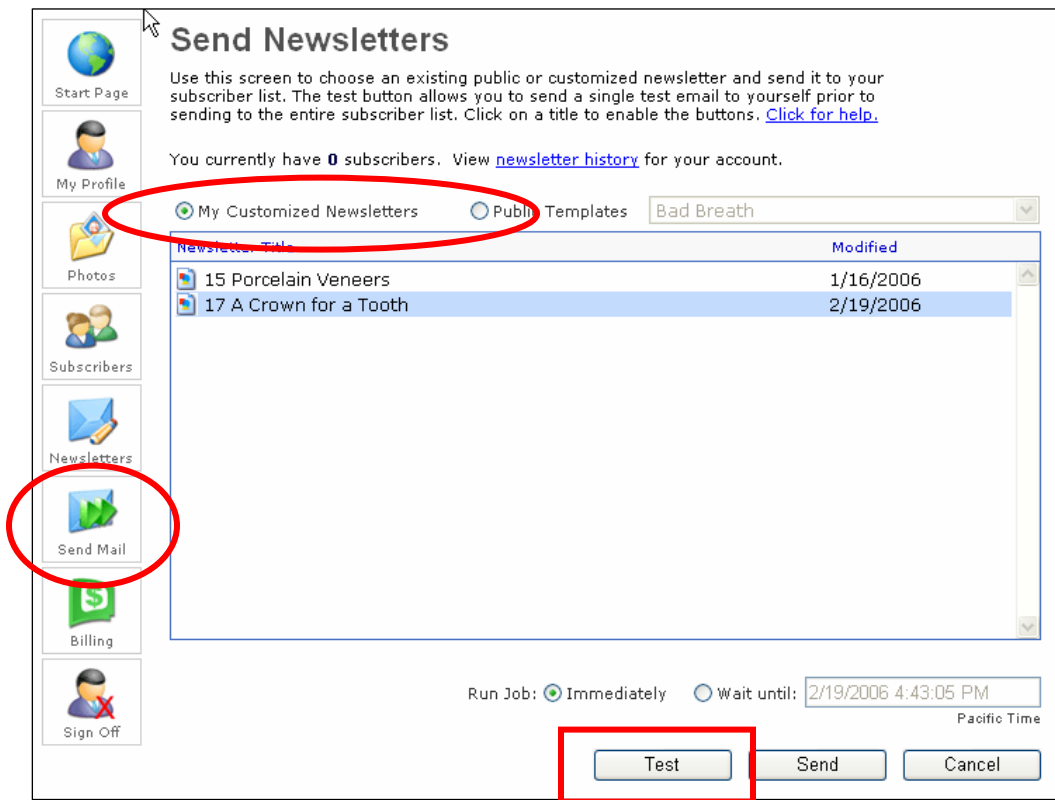 Send Newsletters
Use this screen to choose an existing public or customized newsletter and send it to your
subscriber list. The test button allows you to send a single test email to yourself prior to
sending to the entire subscriber list. Click on a title to enable the buttons. Click for help.
You currently have 0 subscribers. View newsletter history for your account.
My Customized Newsletters Public Templates Bad Breath
Newsletter Title Modified
15 Porcelain Veneers 1/16/2006
17 A Crown for a Tooth 2/19/2006
Start Page
My Profile
Photos
Subscribers
Newsletters
Send Mail
Billing
Sign Off
Run Job: Immediately Wait until: 2/19/2006 4:43:05 PM
Pacific Time
Test Send Cancel